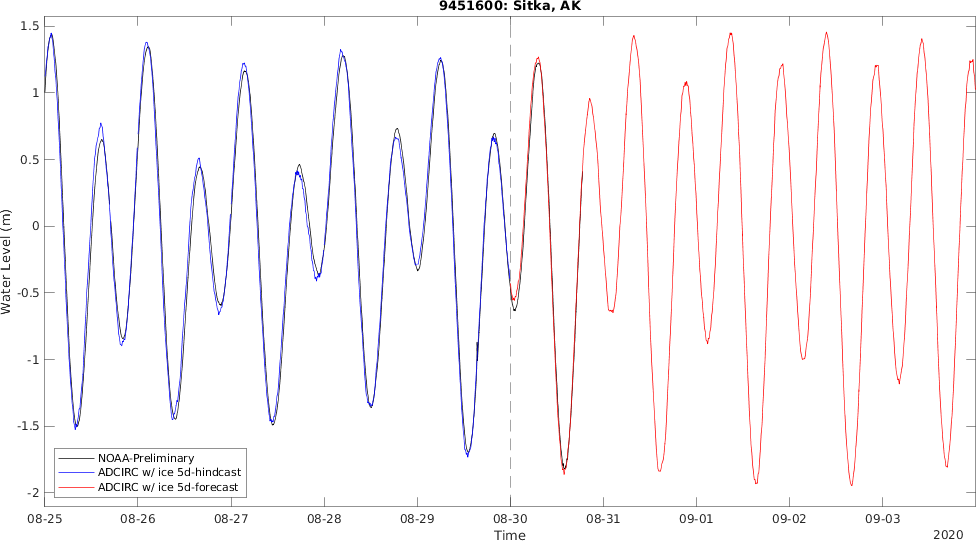 9451600: Sitka, AK
1.5
1
0.5
0
-0.5
-1
-1.5
-2
Water Level (m)
NOAA-Preliminary
ADCIRC w/ ice 5d-hindcast
ADCIRC w/ ice 5d-forecast
08-25 08-26 08-27 08-28 08-29 08-30 08-31 09-01 09-02 09-03
Time
2020